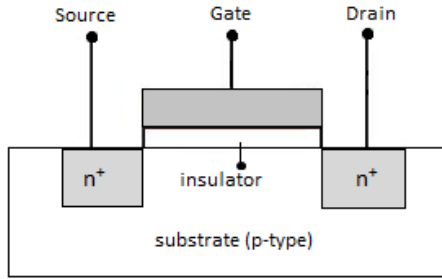 Source Gate Drain
n⁺ insulator n⁺
substrate (p-type)